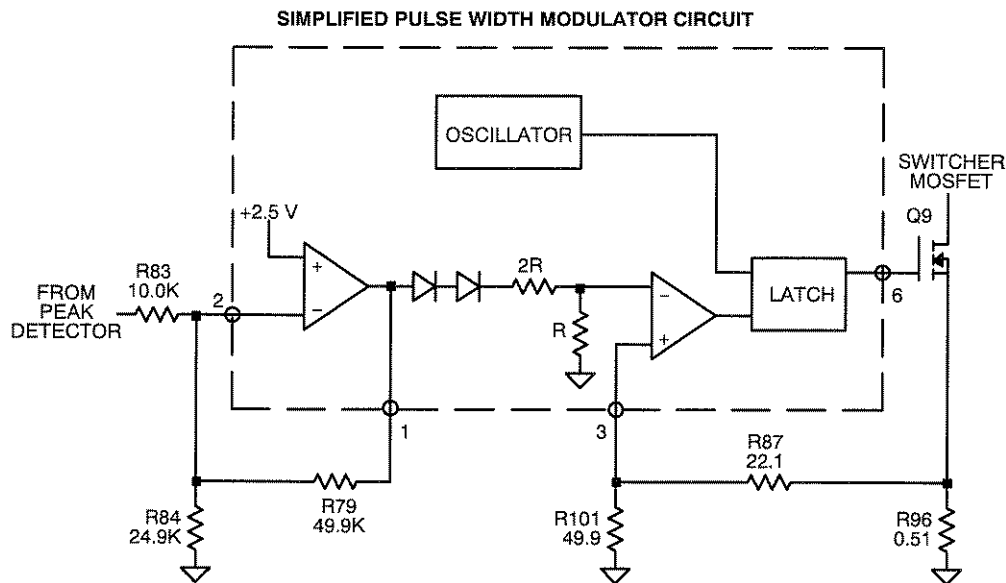 SIMPLIFIED PULSE WIDTH MODULATOR CIRCUIT
OSCILLATOR
SWITCHER
MOSFET
Q9
+2.5 V
R83
10.0K
2
FROM
PEAK
DETECTOR
+
−
2R
R
−
+
LATCH
6
1
3
R87
22.1
R79
49.9K
R84
24.9K
R101
49.9
R96
0.51